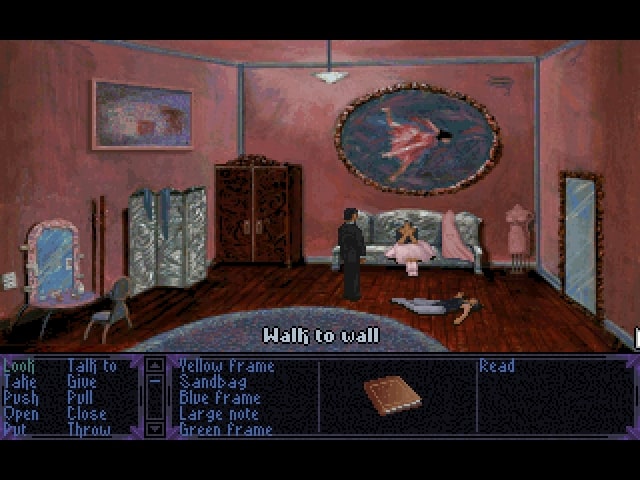 Walk to wall
Look Talk to Yellow frame Read
Take Give Sandbag
Push Pull Blue frame
Open Close Large note
Put Throw Green frame